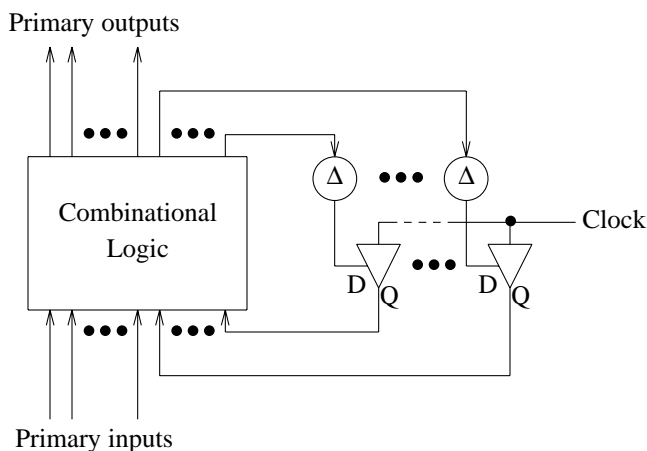 Primary outputs
Δ Δ
Combinational
Logic
Clock
D Q D Q
Primary inputs